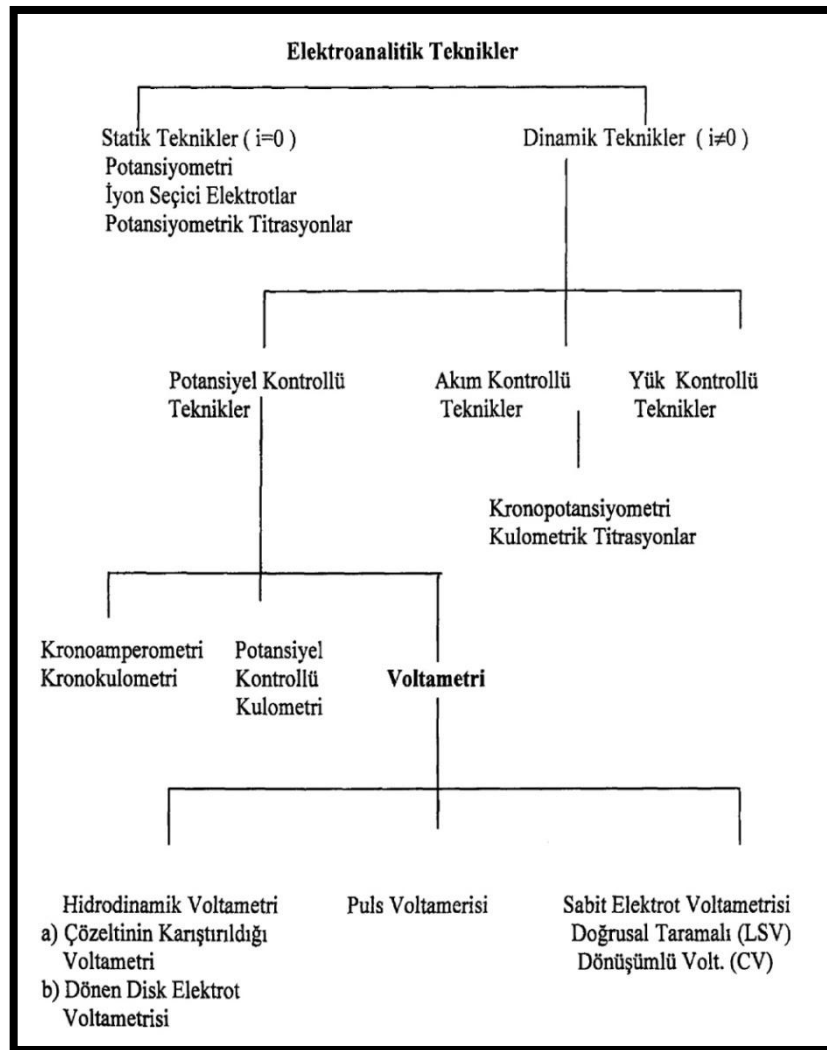 Elektroanalitik Teknikler
Statik Teknikler ( i=0 )
Potansiyometri
İyon Seçici Elektrotlar
Potansiyometrik Titrasyonlar
Dinamik Teknikler ( i≠0 )
Potansiyel Kontrollü
Teknikler
Akım Kontrollü
Teknikler
Yük Kontrollü
Teknikler
Kronopotansiyometri
Kulometrik Titrasyonlar
Kronoamperometri
Kronokulometri
Potansiyel
Kontrollü
Kulometri
Voltametri
Hidrodinamik Voltametri
a) Çözeltinin Karıştırıldığı
Voltametri
b) Dönen Disk Elektrot
Voltametrisi
Puls Voltamerisi
Sabit Elektrot Voltametrisi
Doğrusal Taramalı (LSV)
Dönüşümlü Volt. (CV)